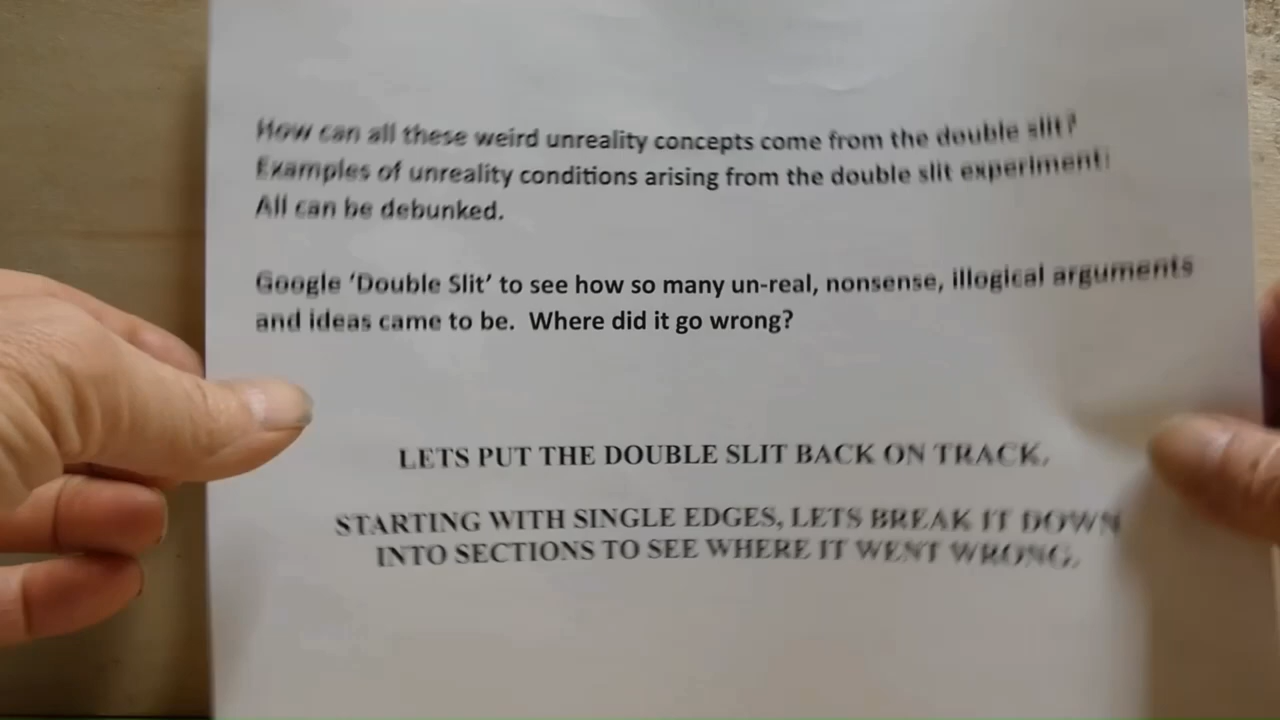 How can all these weird unreality concepts come from the double slit?
Examples of unreality conditions arising from the double slit experiment:
All can be debunked.
Google ‘Double Slit’ to see how so many un-real, nonsense, illogical arguments
and ideas came to be.  Where did it go wrong?
LETS PUT THE DOUBLE SLIT BACK ON TRACK.
STARTING WITH SINGLE EDGES, LETS BREAK IT DOWN
INTO SECTIONS TO SEE WHERE IT WENT WRONG.